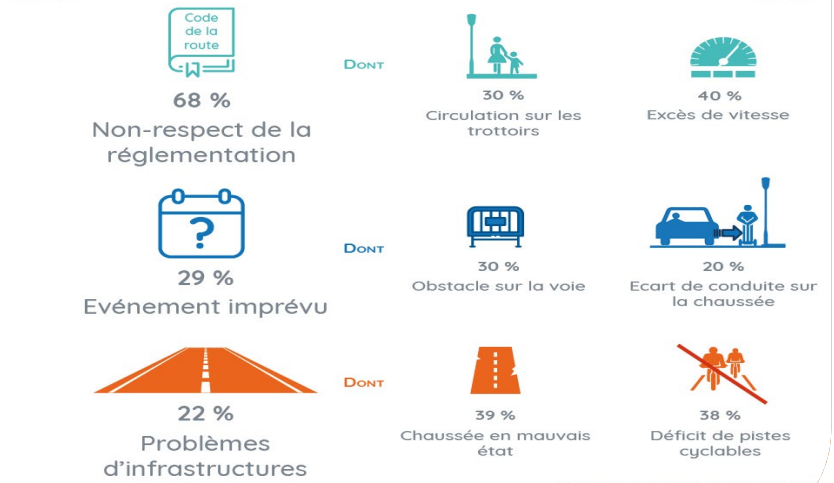 Code
de la
route
68 %
Non-respect de la
réglementation
DONT
30 %
Circulation sur les
trottoirs
40 %
Excès de vitesse
29 %
Evénement imprévu
DONT
30 %
Obstacle sur la voie
20 %
Ecart de conduite sur
la chaussée
22 %
Problèmes
d’infrastructures
DONT
39 %
Chaussée en mauvais
état
38 %
Déficit de pistes
cyclables